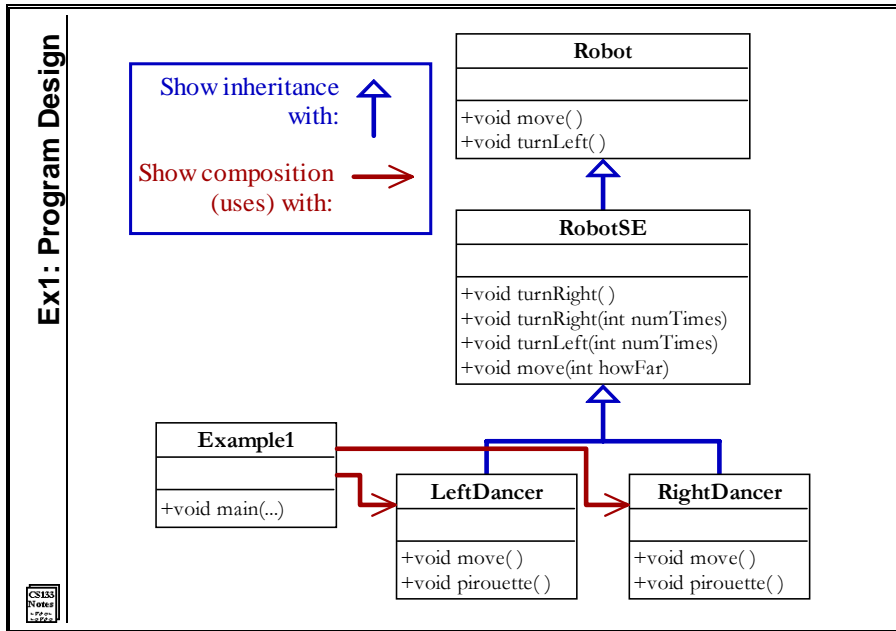 Ex1: Program Design
Show inheritance
with:
Show composition
(uses) with:
Robot
+void move( )
+void turnLeft( )
RobotSE
+void turnRight( )
+void turnRight(int numTimes)
+void turnLeft(int numTimes)
+void move(int howFar)
Example1
+void main(...)
LeftDancer
+void move( )
+void pirouette( )
RightDancer
+void move( )
+void pirouette( )
CS133
Notes